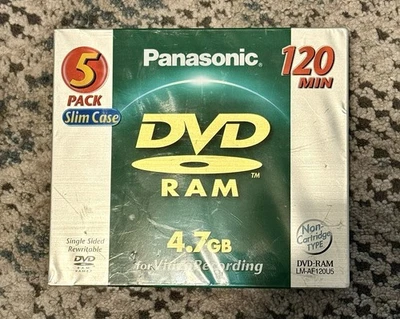 5
PACK
Slim Case
Panasonic
120
MIN
DVD
RAM
TM
4.7GB
for Video Recording
Single Sided
Rewritable
DVD
RAM
Non-
Cartridge
TYPE
DVD-RAM
LM-AF120U5